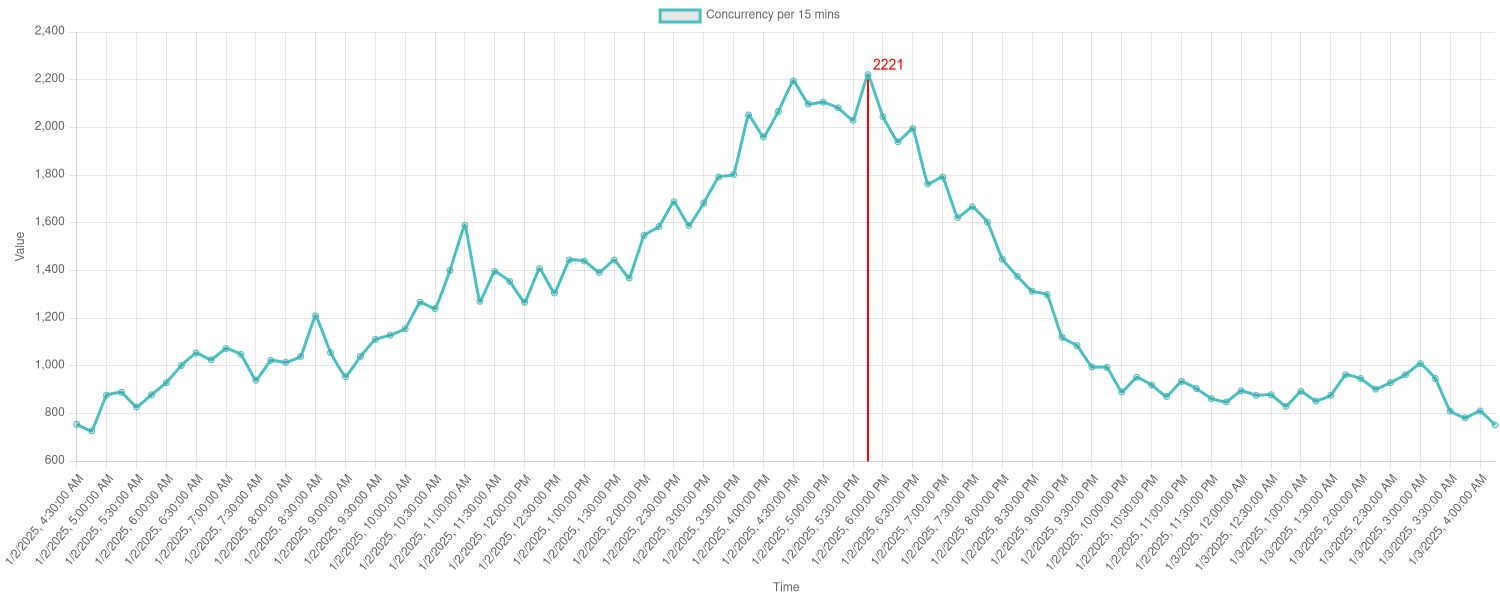 Concurrency per 15 mins
2,400
2,200
2,000
1,800
1,600
1,400
1,200
1,000
800
600
Value
2221
1/2/2025, 4:30:00 AM
1/2/2025, 5:00:00 AM
1/2/2025, 5:30:00 AM
1/2/2025, 6:00:00 AM
1/2/2025, 6:30:00 AM
1/2/2025, 7:00:00 AM
1/2/2025, 7:30:00 AM
1/2/2025, 8:00:00 AM
1/2/2025, 8:30:00 AM
1/2/2025, 9:00:00 AM
1/2/2025, 9:30:00 AM
1/2/2025, 10:00:00 AM
1/2/2025, 10:30:00 AM
1/2/2025, 11:00:00 AM
1/2/2025, 11:30:00 AM
1/2/2025, 12:00:00 PM
1/2/2025, 12:30:00 PM
1/2/2025, 1:00:00 PM
1/2/2025, 1:30:00 PM
1/2/2025, 2:00:00 PM
1/2/2025, 2:30:00 PM
1/2/2025, 3:00:00 PM
1/2/2025, 3:30:00 PM
1/2/2025, 4:00:00 PM
1/2/2025, 4:30:00 PM
1/2/2025, 5:00:00 PM
1/2/2025, 5:30:00 PM
1/2/2025, 6:00:00 PM
1/2/2025, 6:30:00 PM
1/2/2025, 7:00:00 PM
1/2/2025, 7:30:00 PM
1/2/2025, 8:00:00 PM
1/2/2025, 8:30:00 PM
1/2/2025, 9:00:00 PM
1/2/2025, 9:30:00 PM
1/2/2025, 10:00:00 PM
1/2/2025, 10:30:00 PM
1/2/2025, 11:00:00 PM
1/2/2025, 11:30:00 PM
1/3/2025, 12:00:00 AM
1/3/2025, 12:30:00 AM
1/3/2025, 1:00:00 AM
1/3/2025, 1:30:00 AM
1/3/2025, 2:00:00 AM
1/3/2025, 2:30:00 AM
1/3/2025, 3:00:00 AM
1/3/2025, 3:30:00 AM
1/3/2025, 4:00:00 AM
Time